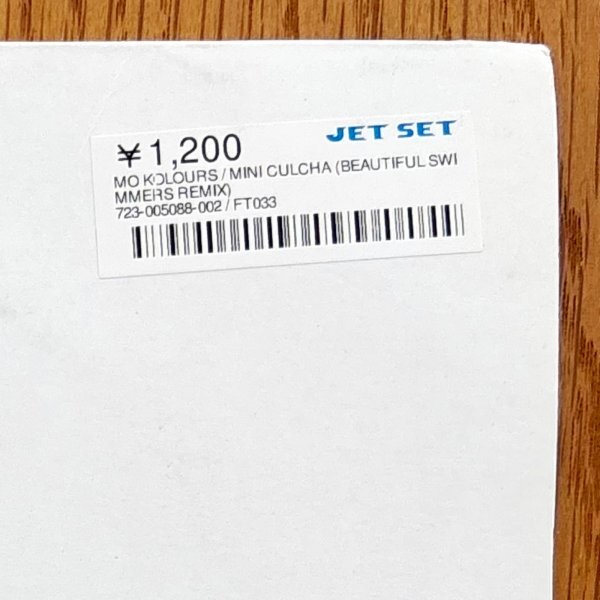 ¥1,200 JET SET
MO KOLOURS / MINI CULCHA (BEAUTIFUL SWI
MMERS REMIX)
723-005088-002 / FT033